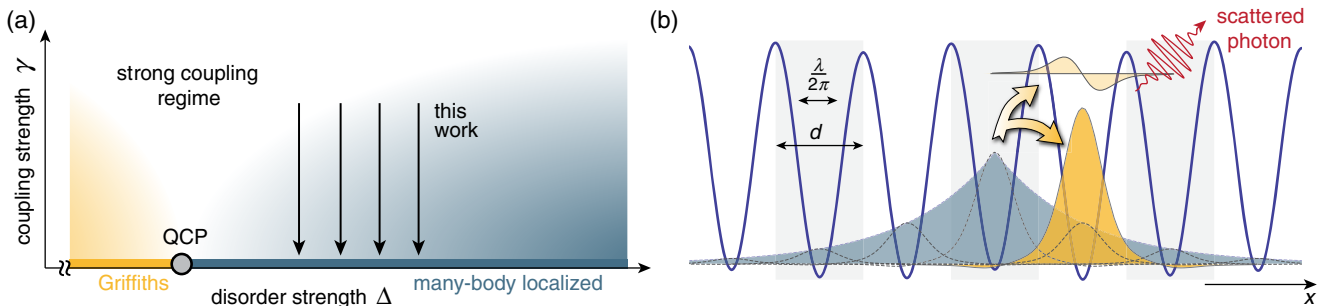 (a)
coupling strength γ
strong coupling
regime
this
work
QCP
Griffiths
many-body localized
disorder strength Δ
(b)
scattered
photon
λ
2π
d
x